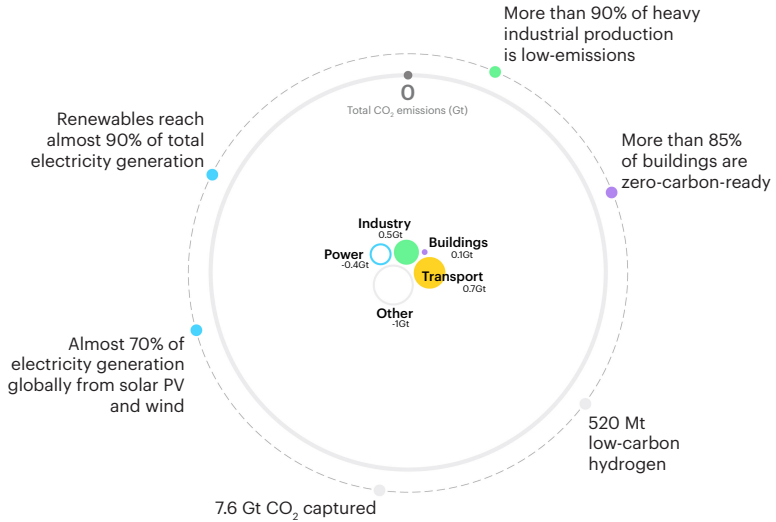 More than 90% of heavy
industrial production
is low-emissions
0
Total CO₂ emissions (Gt)
Renewables reach
almost 90% of total
electricity generation
More than 85%
of buildings are
zero-carbon-ready
Industry
0.5Gt
Buildings
0.1Gt
Power
-0.4Gt
Transport
0.7Gt
Other
-1Gt
Almost 70% of
electricity generation
globally from solar PV
and wind
520 Mt
low-carbon
hydrogen
7.6 Gt CO₂ captured